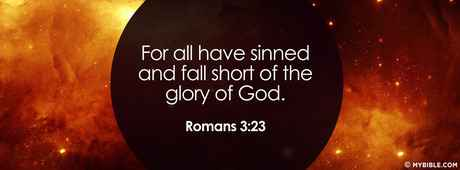 For all have sinned
and fall short of the
glory of God.
Romans 3:23
© MYBIBLE.COM